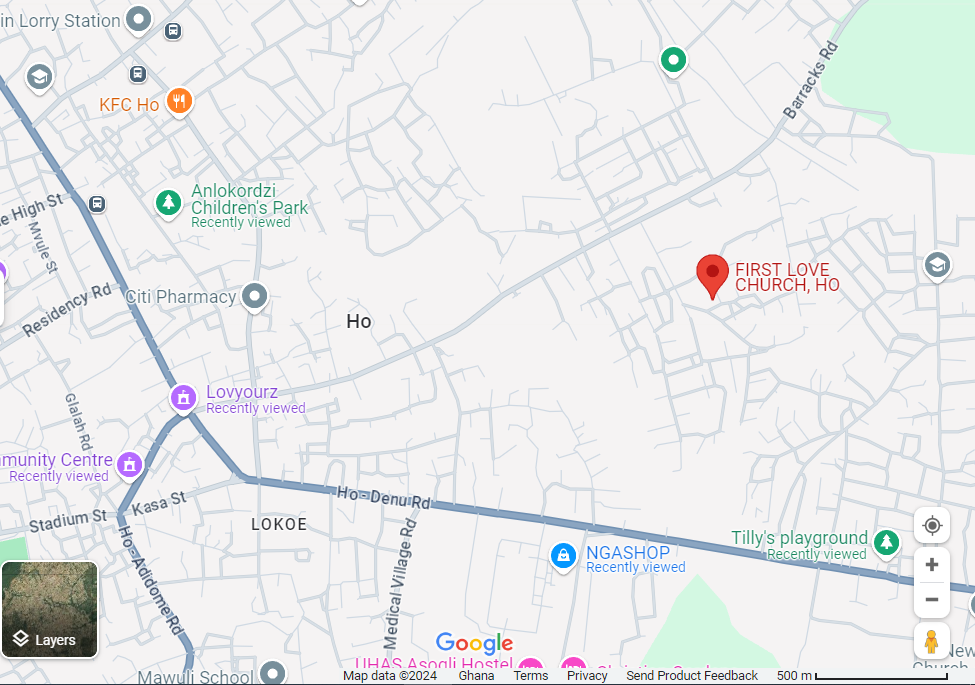 in Lorry Station
Barracks Rd
KFC Ho
Anlokordzi
Children's Park
Recently viewed
e High St
Mvule St
FIRST LOVE
CHURCH, HO
Residency Rd
Citi Pharmacy
Ho
Lovyourz
Recently viewed
Glalah Rd
munity Centre
Recently viewed
Kasa St
Ho - Denu Rd
Stadium St
LOKOE
Medical Village Rd
Tilly's playground
Recently viewed
NGASHOP
Recently viewed
Ho - Adidome Rd
Layers
Google
New
Church
UHAS Asogli Hostel
Mawuli School
Map data ©2024 Ghana Terms Privacy Send Product Feedback 500 m